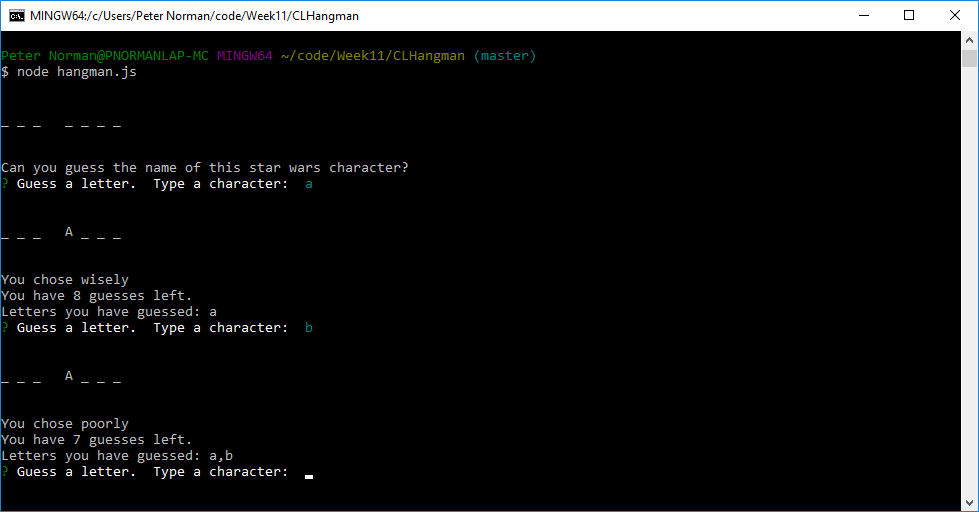 MINGW64:/c/Users/Peter Norman/code/Week11/CLHangman
Peter Norman@PNORMANLAP-MC MINGW64 ~/code/Week11/CLHangman (master)
$ node hangman.js
_ _ _   _ _ _ _
Can you guess the name of this star wars character?
? Guess a letter.  Type a character:  a
_ _ _   A _ _ _
You chose wisely
You have 8 guesses left.
Letters you have guessed: a
? Guess a letter.  Type a character:  b
_ _ _   A _ _ _
You chose poorly
You have 7 guesses left.
Letters you have guessed: a,b
? Guess a letter.  Type a character: